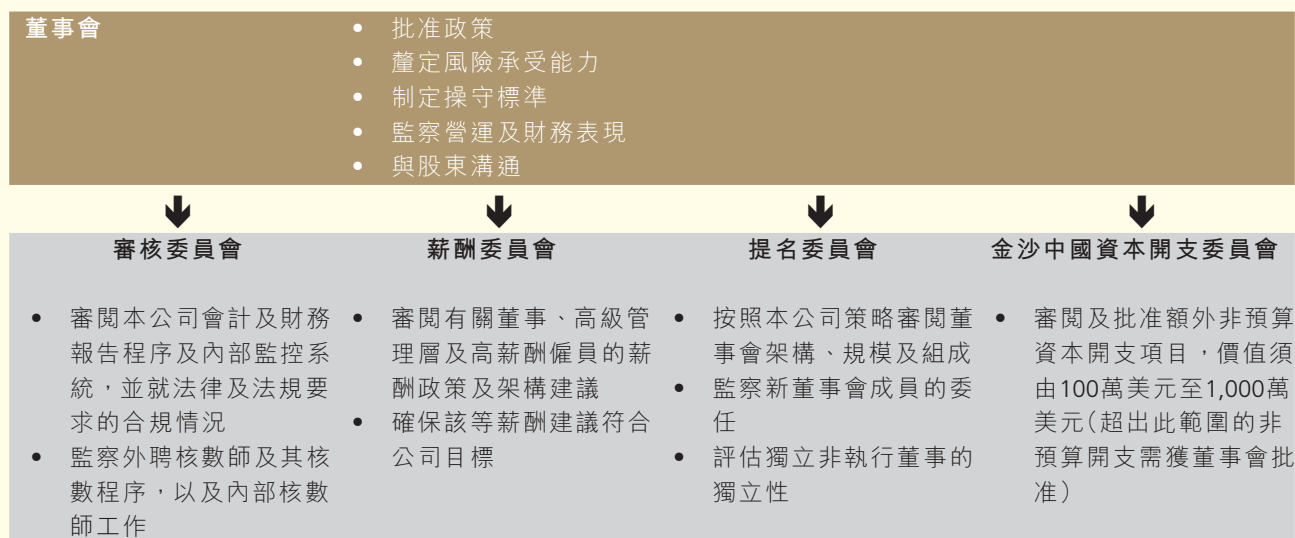 董事會
• 批准政策
• 釐定風險承受能力
• 制定操守標準
• 監察營運及財務表現
• 與股東溝通
審核委員會
• 審閱本公司會計及財務
報告程序及內部監控系
統，並就法律及法規要
求的合規情況
• 監察外聘核數師及其核
數程序，以及內部核數
師工作
薪酬委員會
• 審閱有關董事、高級管
理層及高薪酬僱員的薪
酬政策及架構建議
• 確保該等薪酬建議符合
公司目標
提名委員會
• 按照本公司策略審閱董
事會架構、規模及組成
• 監察新董事會成員的委
任
• 評估獨立非執行董事的
獨立性
金沙中國資本開支委員會
• 審閱及批准額外非預算
資本開支項目，價值須
由100萬美元至1,000萬
美元（超出此範圍的非
預算開支需獲董事會批
准）